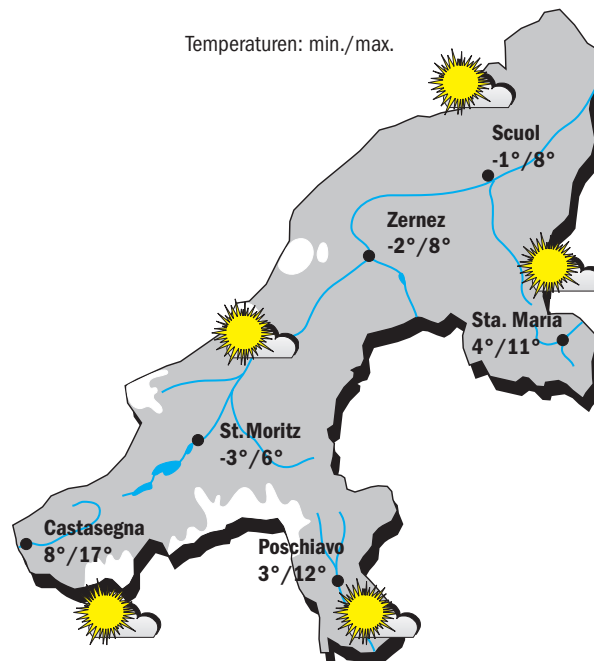 Temperaturen: min./max.
Scuol
-1°/8°
Zernez
-2°/8°
Sta. Maria
4°/11°
St. Moritz
-3°/6°
Castasegna
8°/17°
Poschiavo
3°/12°